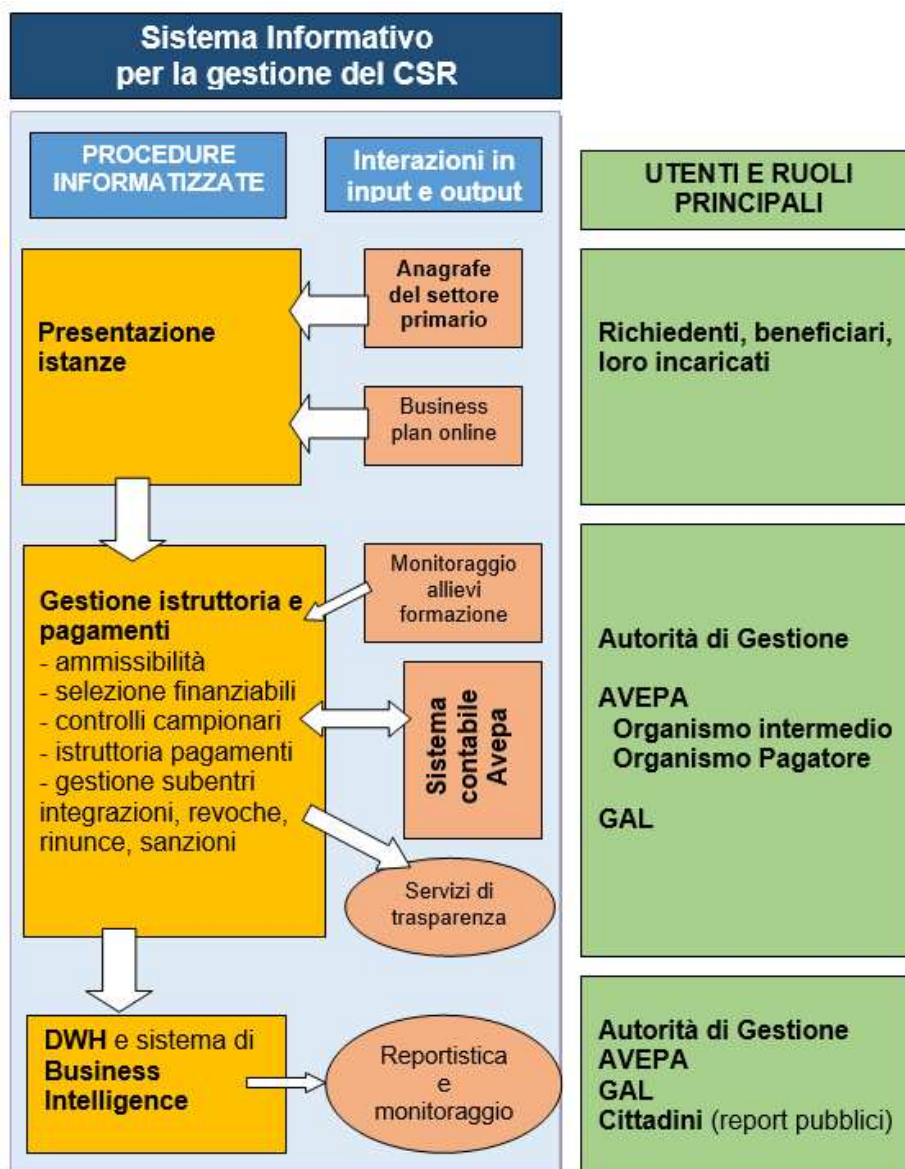 Sistema Informativo
per la gestione del CSR
PROCEDURE
INFORMATIZZATE
Interazioni in
input e output
UTENTI E RUOLI
PRINCIPALI
Presentazione
istanze
Anagrafe
del settore
primario
Business
plan online
Richiedenti, beneficiari,
loro incaricati
Gestione istruttoria e
pagamenti
- ammissibilità
- selezione finanziabili
- controlli campionari
- istruttoria pagamenti
- gestione subentri
integrazioni, revoche,
rinunce, sanzioni
Monitoraggio
allievi
formazione
Sistema
contabile
Avepa
Servizi di
trasparenza
Autorità di Gestione
AVEPA
Organismo intermedio
Organismo Pagatore
GAL
DWH e sistema di
Business
Intelligence
Reportistica
e
monitoraggio
Autorità di Gestione
AVEPA
GAL
Cittadini (report pubblici)